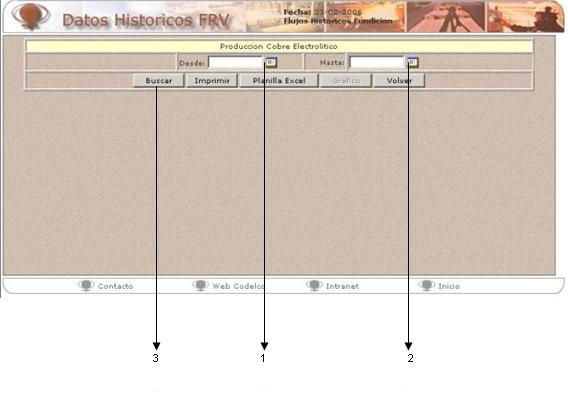 Datos Historicos FRV
Fecha: 23-02-2006
Flujos Historicos Fundicion
Produccion Cobre Electrolitico
Desde: Hasta:
Buscar Imprimir Planilla Excel Grafico Volver
Contacto Web Codelco Intranet Inicio
3 1 2